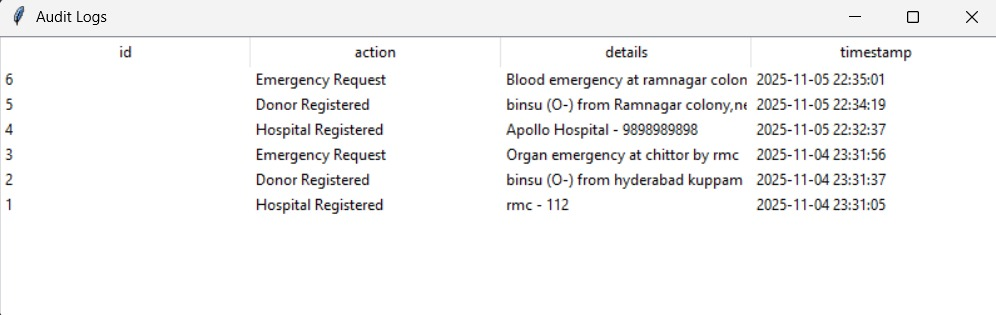 Audit Logs
id action details timestamp
6 Emergency Request Blood emergency at ramnagar colon 2025-11-05 22:35:01
5 Donor Registered binsu (O-) from Ramnagar colony,ne 2025-11-05 22:34:19
4 Hospital Registered Apollo Hospital - 9898989898 2025-11-05 22:32:37
3 Emergency Request Organ emergency at chittor by rmc 2025-11-04 23:31:56
2 Donor Registered binsu (O-) from hyderabad kuppam 2025-11-04 23:31:37
1 Hospital Registered rmc - 112 2025-11-04 23:31:05